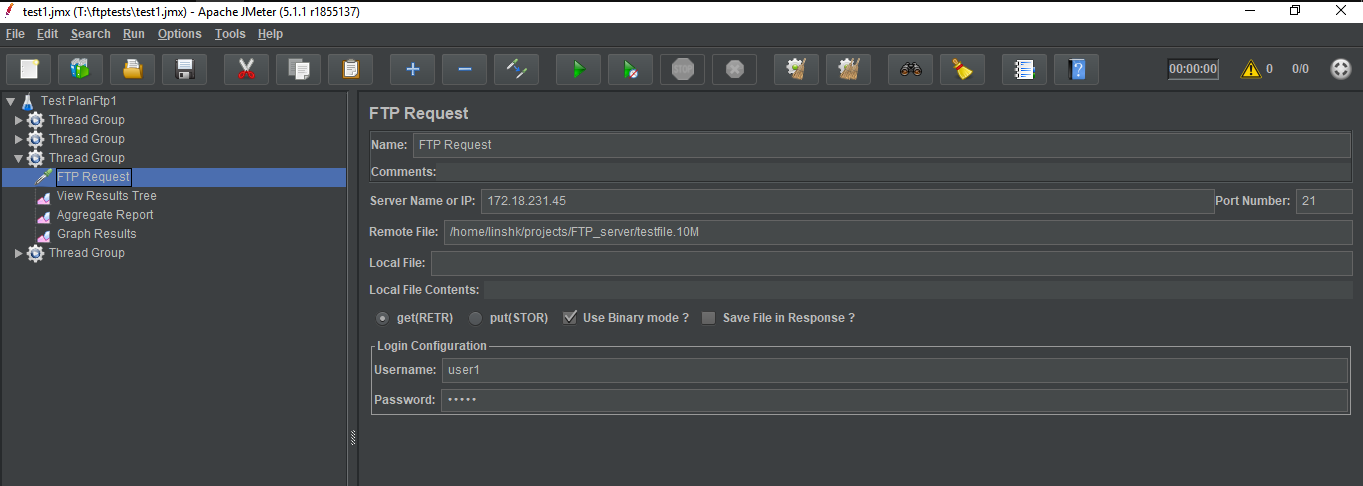 test1.jmx (T:\ftptests\test1.jmx) - Apache JMeter (5.1.1 r1855137)
File Edit Search Run Options Tools Help
STOP 00:00:00 0 0/0
Test PlanFtp1
Thread Group
Thread Group
Thread Group
FTP Request
View Results Tree
Aggregate Report
Graph Results
Thread Group
FTP Request
Name: FTP Request
Comments:
Server Name or IP: 172.18.231.45 Port Number: 21
Remote File: /home/linshk/projects/FTP_server/testfile.10M
Local File:
Local File Contents:
get(RETR) put(STOR) Use Binary mode ? Save File in Response ?
Login Configuration
Username: user1
Password: •••••